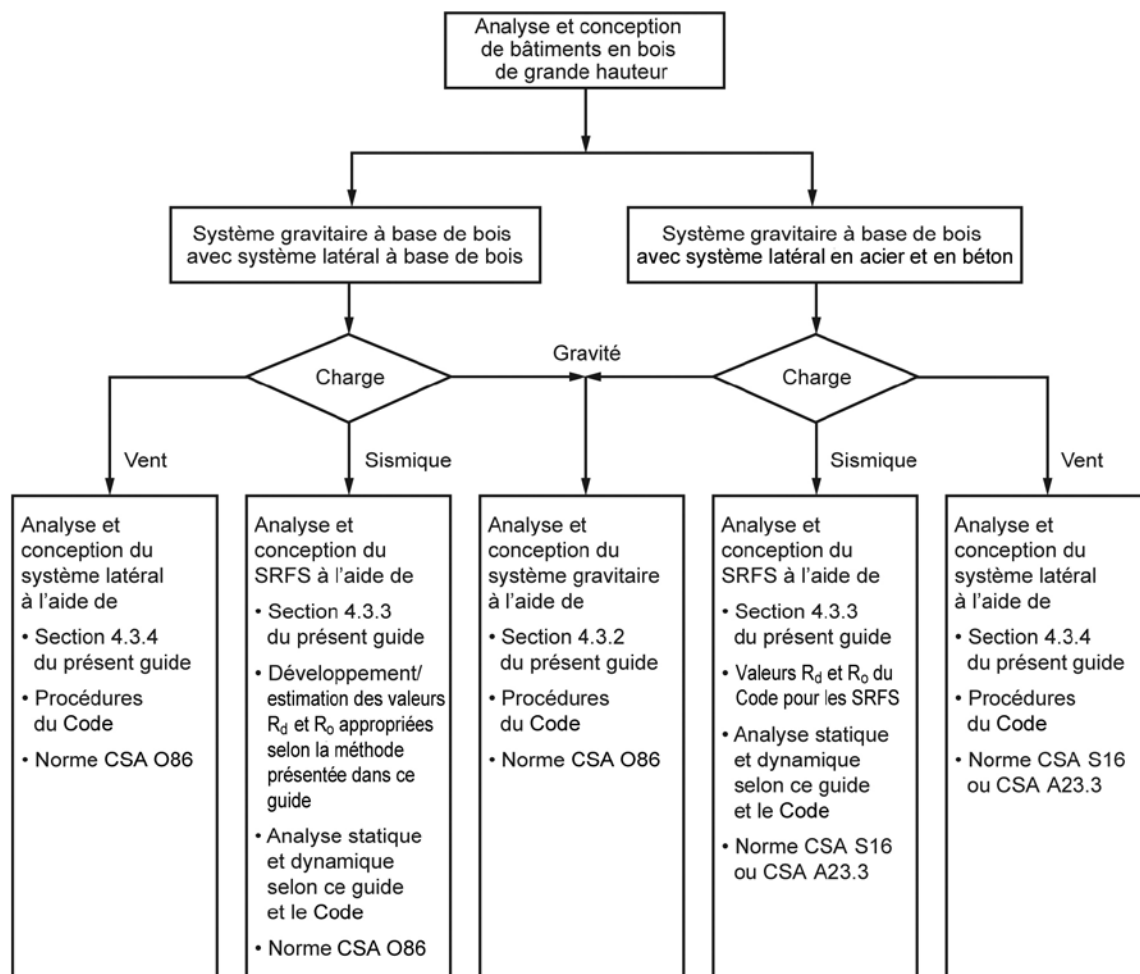 Analyse et conception
de bâtiments en bois
de grande hauteur
Système gravitaire à base de bois
avec système latéral à base de bois
Système gravitaire à base de bois
avec système latéral en acier et en béton
Gravité
Charge
Charge
Vent
Sismique
Sismique
Vent
Analyse et
conception du
système latéral
à l'aide de
• Section 4.3.4
du présent guide
• Procédures
du Code
• Norme CSA O86
Analyse et
conception du
SRFS à l'aide de
• Section 4.3.3
du présent guide
• Développement/
estimation des valeurs
Rd et Ro appropriées
selon la méthode
présentée dans ce
guide
• Analyse statique
et dynamique
selon ce guide
et le Code
• Norme CSA O86
Analyse et
conception du
système gravitaire
à l'aide de
• Section 4.3.2
du présent guide
• Procédures
du Code
• Norme CSA O86
Analyse et
conception du
SRFS à l'aide de
• Section 4.3.3
du présent guide
• Valeurs Rd et Ro du
Code pour les SRFS
• Analyse statique
et dynamique
selon ce guide
et le Code
• Norme CSA S16
ou CSA A23.3
Analyse et
conception du
système latéral
à l'aide de
• Section 4.3.4
du présent guide
• Procédures
du Code
• Norme CSA S16
ou CSA A23.3